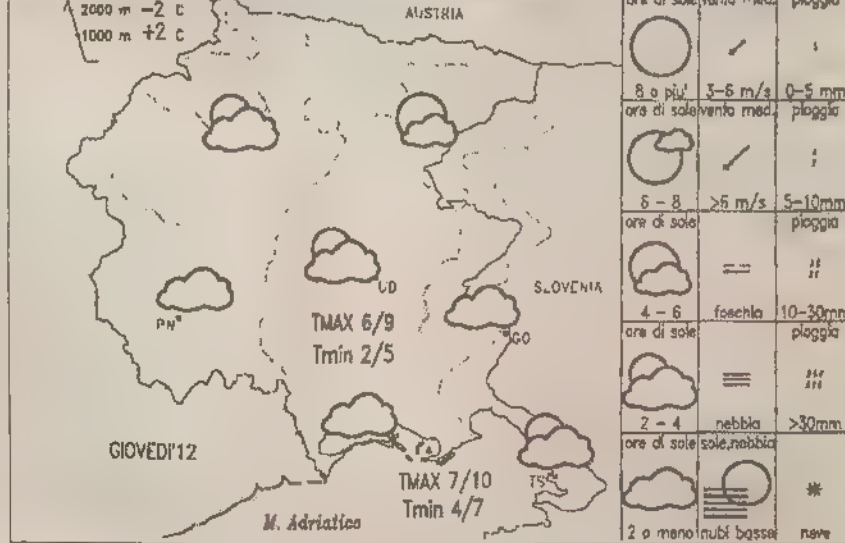 2000 m -2 c
1000 m +2 c
AUSTRIA
UD
SLOVENIA
PN
TMAX 6/9
Tmin 2/5
GO
GIOVEDI'12
TS
TMAX 7/10
Tmin 4/7
M. Adriatico
ore di sole vento med. pioggia
8 o piu' 3-6 m/s 0-5 mm
ore di sole vento med. pioggia
6 - 8 >6 m/s 5-10mm
ore di sole pioggia
4 - 6 foschia 10-30mm
ore di sole pioggia
2 - 4 nebbia >30mm
ore di sole sole,nebbia
2 o meno nubi basse neve